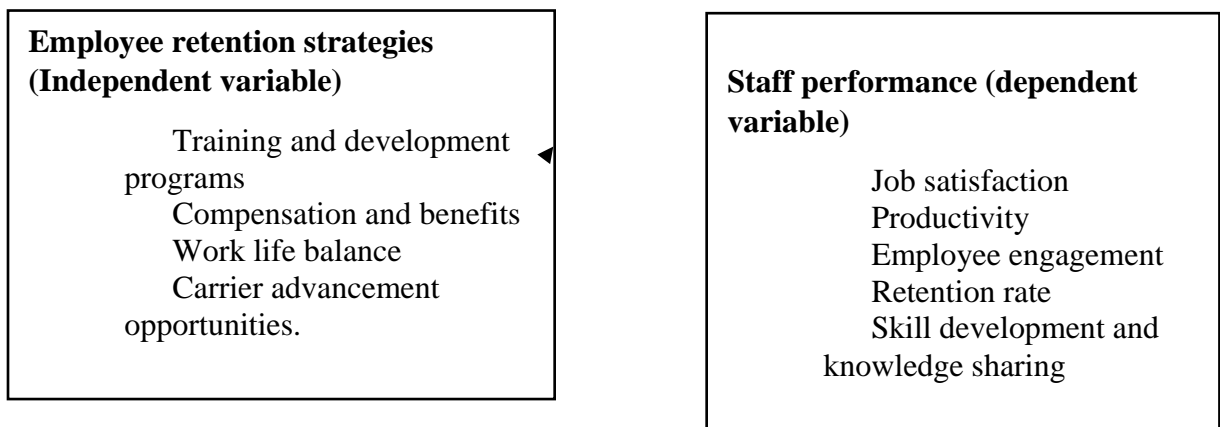 Employee retention strategies
(Independent variable)
Training and development
programs
Compensation and benefits
Work life balance
Carrier advancement
opportunities.
Staff performance (dependent
variable)
Job satisfaction
Productivity
Employee engagement
Retention rate
Skill development and
knowledge sharing